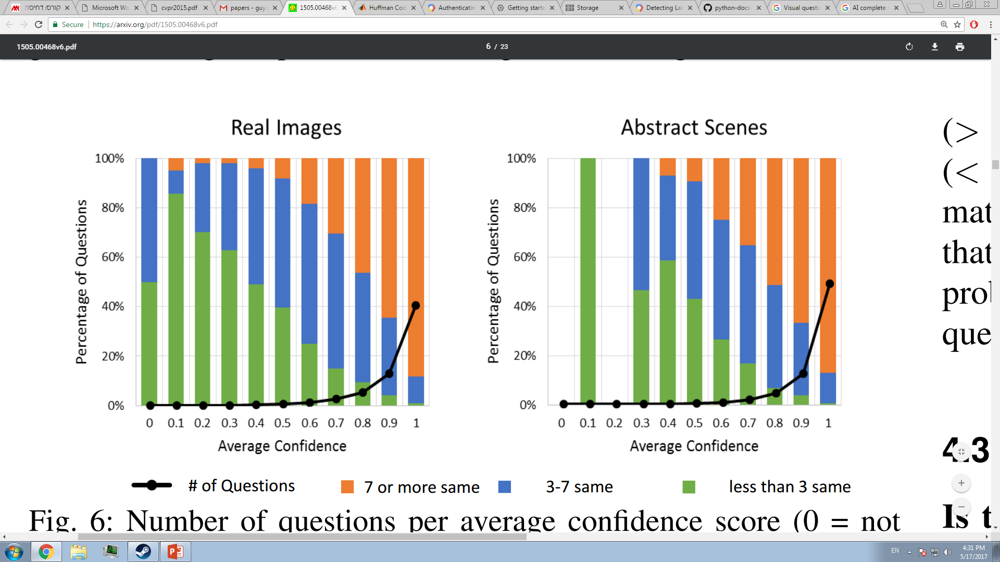 קורס: דחיסה
Microsoft Wo
cvpr2015.pdf
papers - guy.
1505.00468v6
Huffman Cod
Authenticatin
Getting starte
Storage
Detecting La
python-docs-
Visual questi
AI complete
Secure https://arxiv.org/pdf/1505.00468v6.pdf
1505.00468v6.pdf
6 / 23
Real Images
Percentage of Questions
100%
80%
60%
40%
20%
0%
0 0.1 0.2 0.3 0.4 0.5 0.6 0.7 0.8 0.9 1
Average Confidence
Abstract Scenes
Percentage of Questions
100%
80%
60%
40%
20%
0%
0 0.1 0.2 0.3 0.4 0.5 0.6 0.7 0.8 0.9 1
Average Confidence
# of Questions 7 or more same 3-7 same less than 3 same
Fig. 6: Number of questions per average confidence score (0 = not
(>
(<
mat
that
que
Is t
EN
4:31 PM
5/17/2017